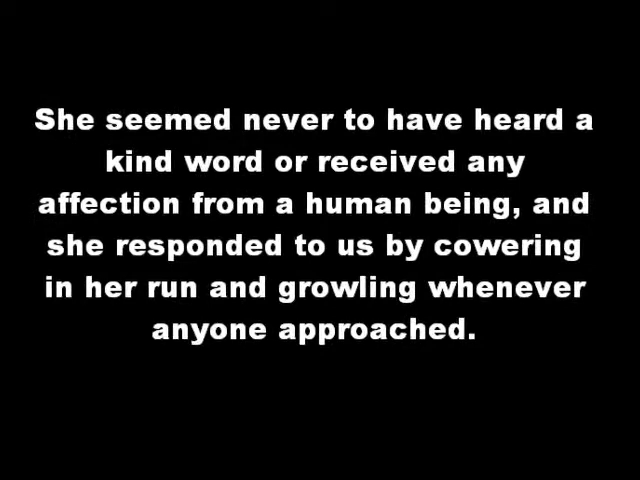 She seemed never to have heard a
kind word or received any
affection from a human being, and
she responded to us by cowering
in her run and growling whenever
anyone approached.